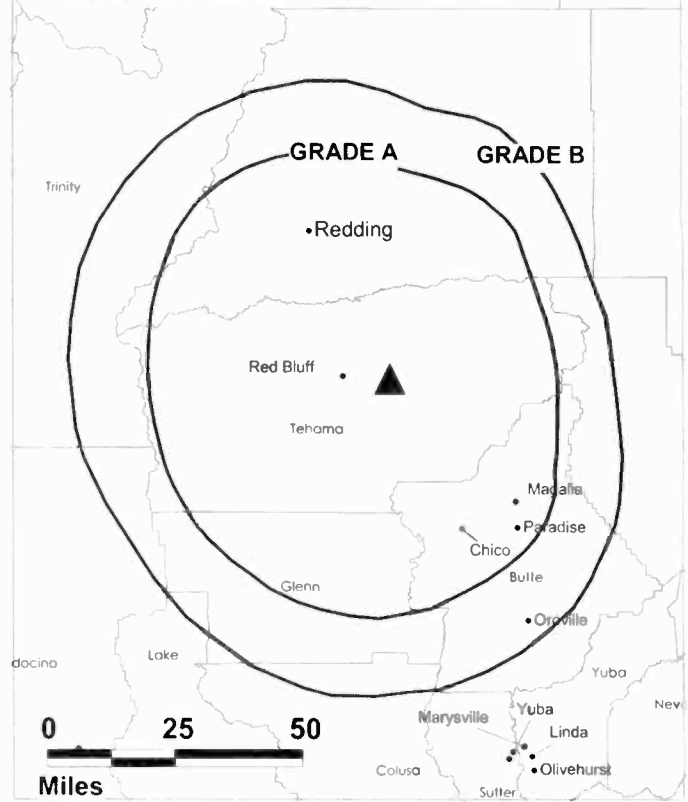 GRADE A
GRADE B
Trinity
Redding
Red Bluff
Tehama
Magalia
Paradise
Chico
Butte
Glenn
Oroville
Lake
docino
Yuba
Nev
Yuba
Marysville
Linda
Olivehurst
Colusa
Sutter
0 25 50
Miles